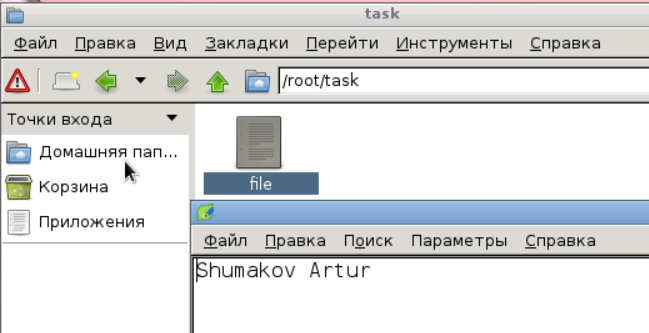 task
Файл Правка Вид Закладки Перейти Инструменты Справка
/root/task
Точки входа
Домашняя пап...
Корзина
Приложения
file
Файл Правка Поиск Параметры Справка
Shumakov Artur